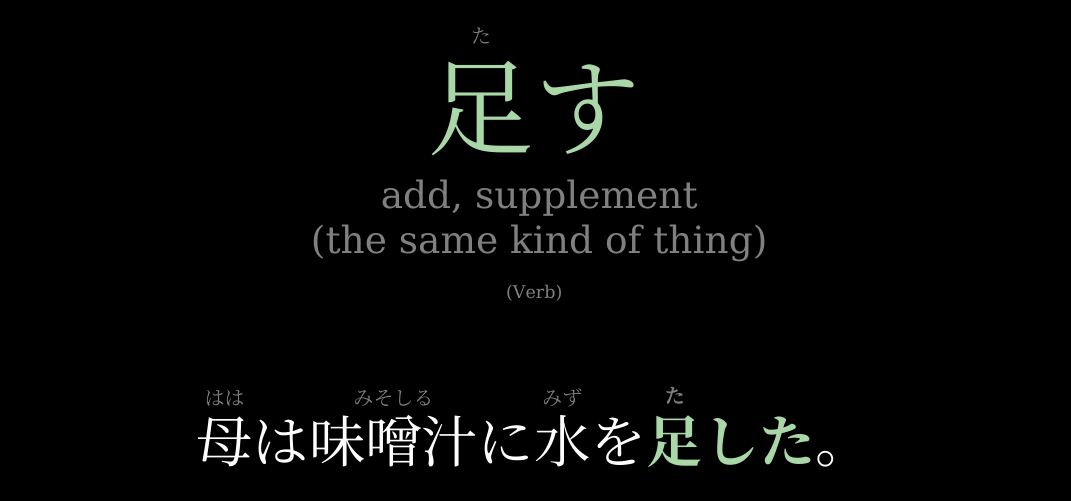 た
足す
add, supplement
(the same kind of thing)
(Verb)
はは みそしる みず た
母は味噌汁に水を足した。